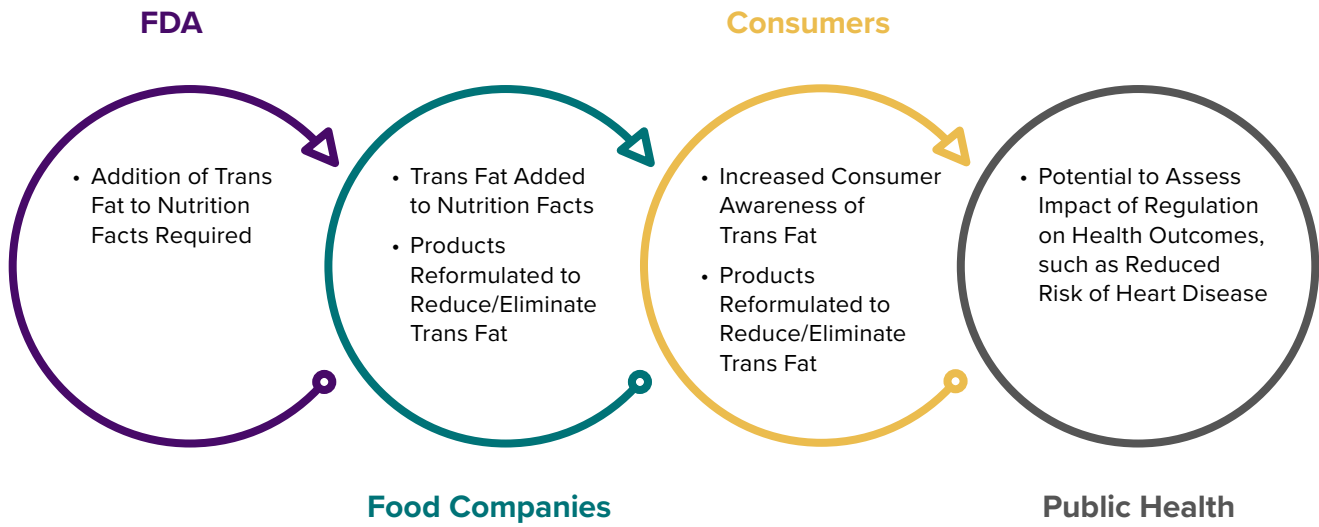 FDA
Consumers
• Addition of Trans
Fat to Nutrition
Facts Required
• Trans Fat Added
to Nutrition Facts
• Products
Reformulated to
Reduce/Eliminate
Trans Fat
• Increased Consumer
Awareness of
Trans Fat
• Products
Reformulated to
Reduce/Eliminate
Trans Fat
• Potential to Assess
Impact of Regulation
on Health Outcomes,
such as Reduced
Risk of Heart Disease
Food Companies
Public Health